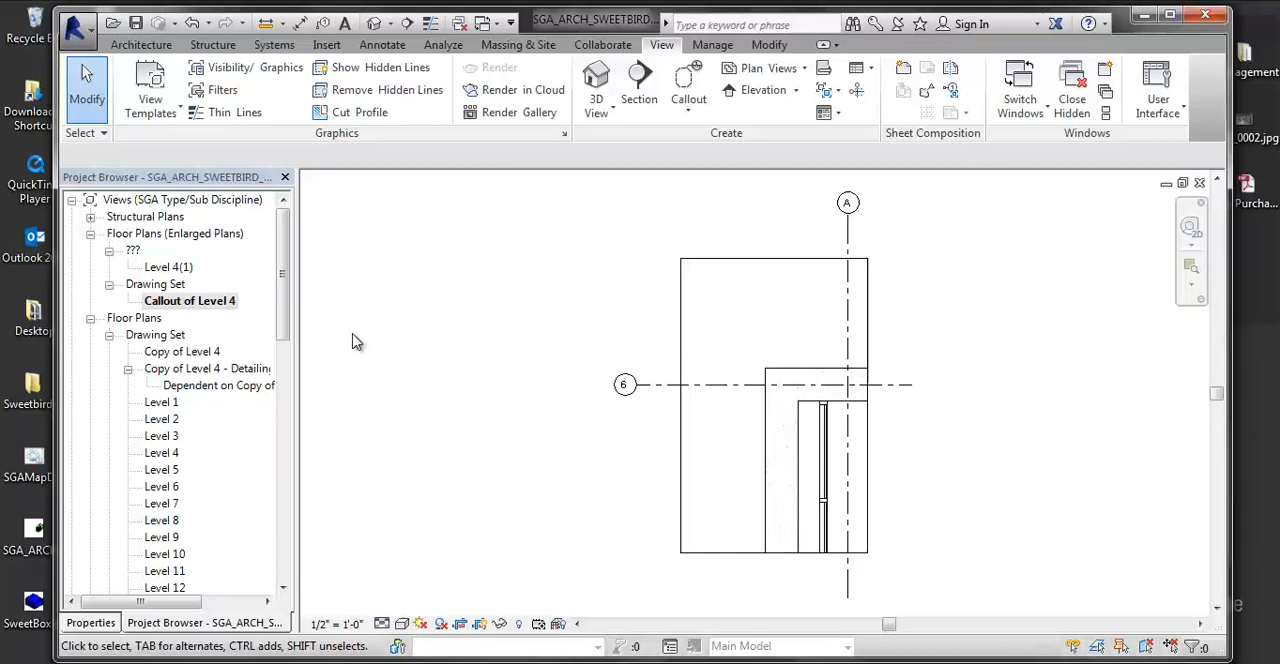 Recycle B
Downloa
Shortcu
QuickTir
Player
Outlook 20
Desktop
Sweetbird
SGAMapD
SGA_ARC
SweetBox
SGA_ARCH_SWEETBIRD...
Type a keyword or phrase
Sign In
Architecture Structure Systems Insert Annotate Analyze Massing & Site Collaborate View Manage Modify
Modify
View
Templates
Visibility/ Graphics
Filters
Thin Lines
Show Hidden Lines
Remove Hidden Lines
Cut Profile
Render
Render in Cloud
Render Gallery
3D
View
Section
Callout
Plan Views
Elevation
Switch
Windows
Close
Hidden
User
Interface
Select
Graphics
Create
Sheet Composition
Windows
agement
_0002.jpg
Purcha...
Project Browser - SGA_ARCH_SWEETBIRD_...
Views (SGA Type/Sub Discipline)
Structural Plans
Floor Plans (Enlarged Plans)
???
Level 4(1)
Drawing Set
Callout of Level 4
Floor Plans
Drawing Set
Copy of Level 4
Copy of Level 4 - Detailing
Dependent on Copy of
Level 1
Level 2
Level 3
Level 4
Level 5
Level 6
Level 7
Level 8
Level 9
Level 10
Level 11
Level 12
A
6
2D
Properties
Project Browser - SGA_ARCH_S...
1/2" = 1'-0"
Click to select, TAB for alternates, CTRL adds, SHIFT unselects.
:0
Main Model
:0